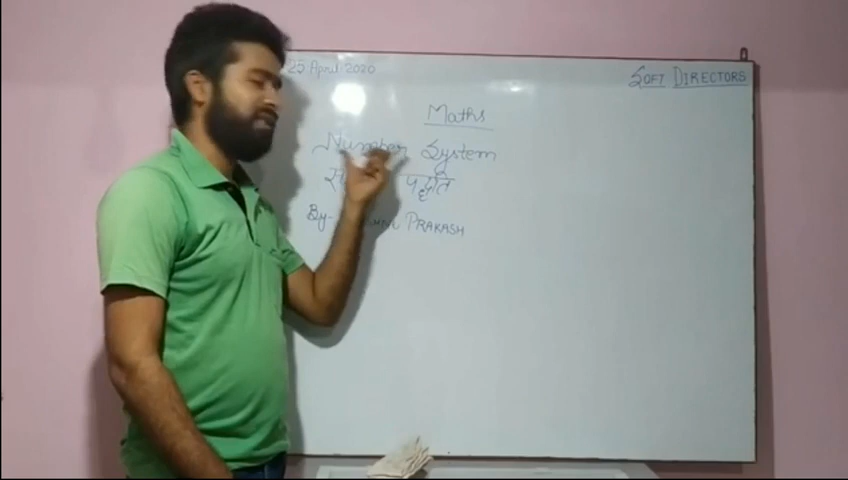 25 April 2020
SOFT DIRECTORS
Maths
Number System
पद्धति
By- PRAKASH